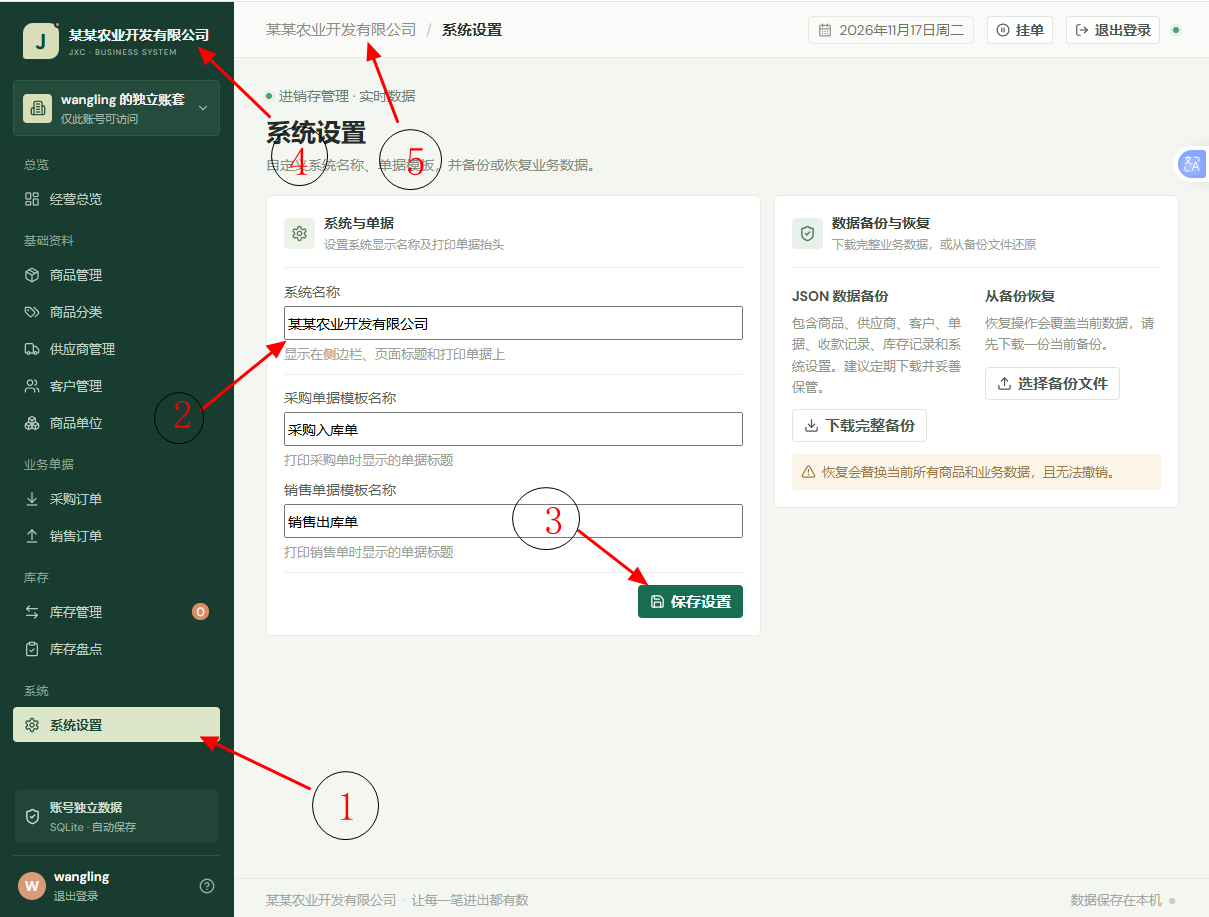 J
某某农业开发有限公司
JXC · BUSINESS SYSTEM
wangling 的独立账套
仅此账号可访问
总览
经营总览
基础资料
商品管理
商品分类
供应商管理
客户管理
商品单位
业务单据
采购订单
销售订单
库存
库存管理
0
库存盘点
系统
系统设置
账号独立数据
SQLite · 自动保存
W
wangling
退出登录
某某农业开发有限公司 / 系统设置
2026年11月17日周二
挂单
退出登录
进销存管理 · 实时数据
系统设置
自定义系统名称、单据模板，并备份或恢复业务数据。
4
5
系统与单据
设置系统显示名称及打印单据抬头
系统名称
某某农业开发有限公司
显示在侧边栏、页面标题和打印单据上
2
采购单据模板名称
采购入库单
打印采购单时显示的单据标题
销售单据模板名称
销售出库单
3
打印销售单时显示的单据标题
保存设置
1
数据备份与恢复
下载完整业务数据，或从备份文件还原
JSON 数据备份
包含商品、供应商、客户、单
据、收款记录、库存记录和系
统设置。建议定期下载并妥善
保管。
下载完整备份
从备份恢复
恢复操作会覆盖当前数据，请
先下载一份当前备份。
选择备份文件
恢复会替换当前所有商品和业务数据，且无法撤销。
某某农业开发有限公司 · 让每一笔进出都有数
数据保存在本机